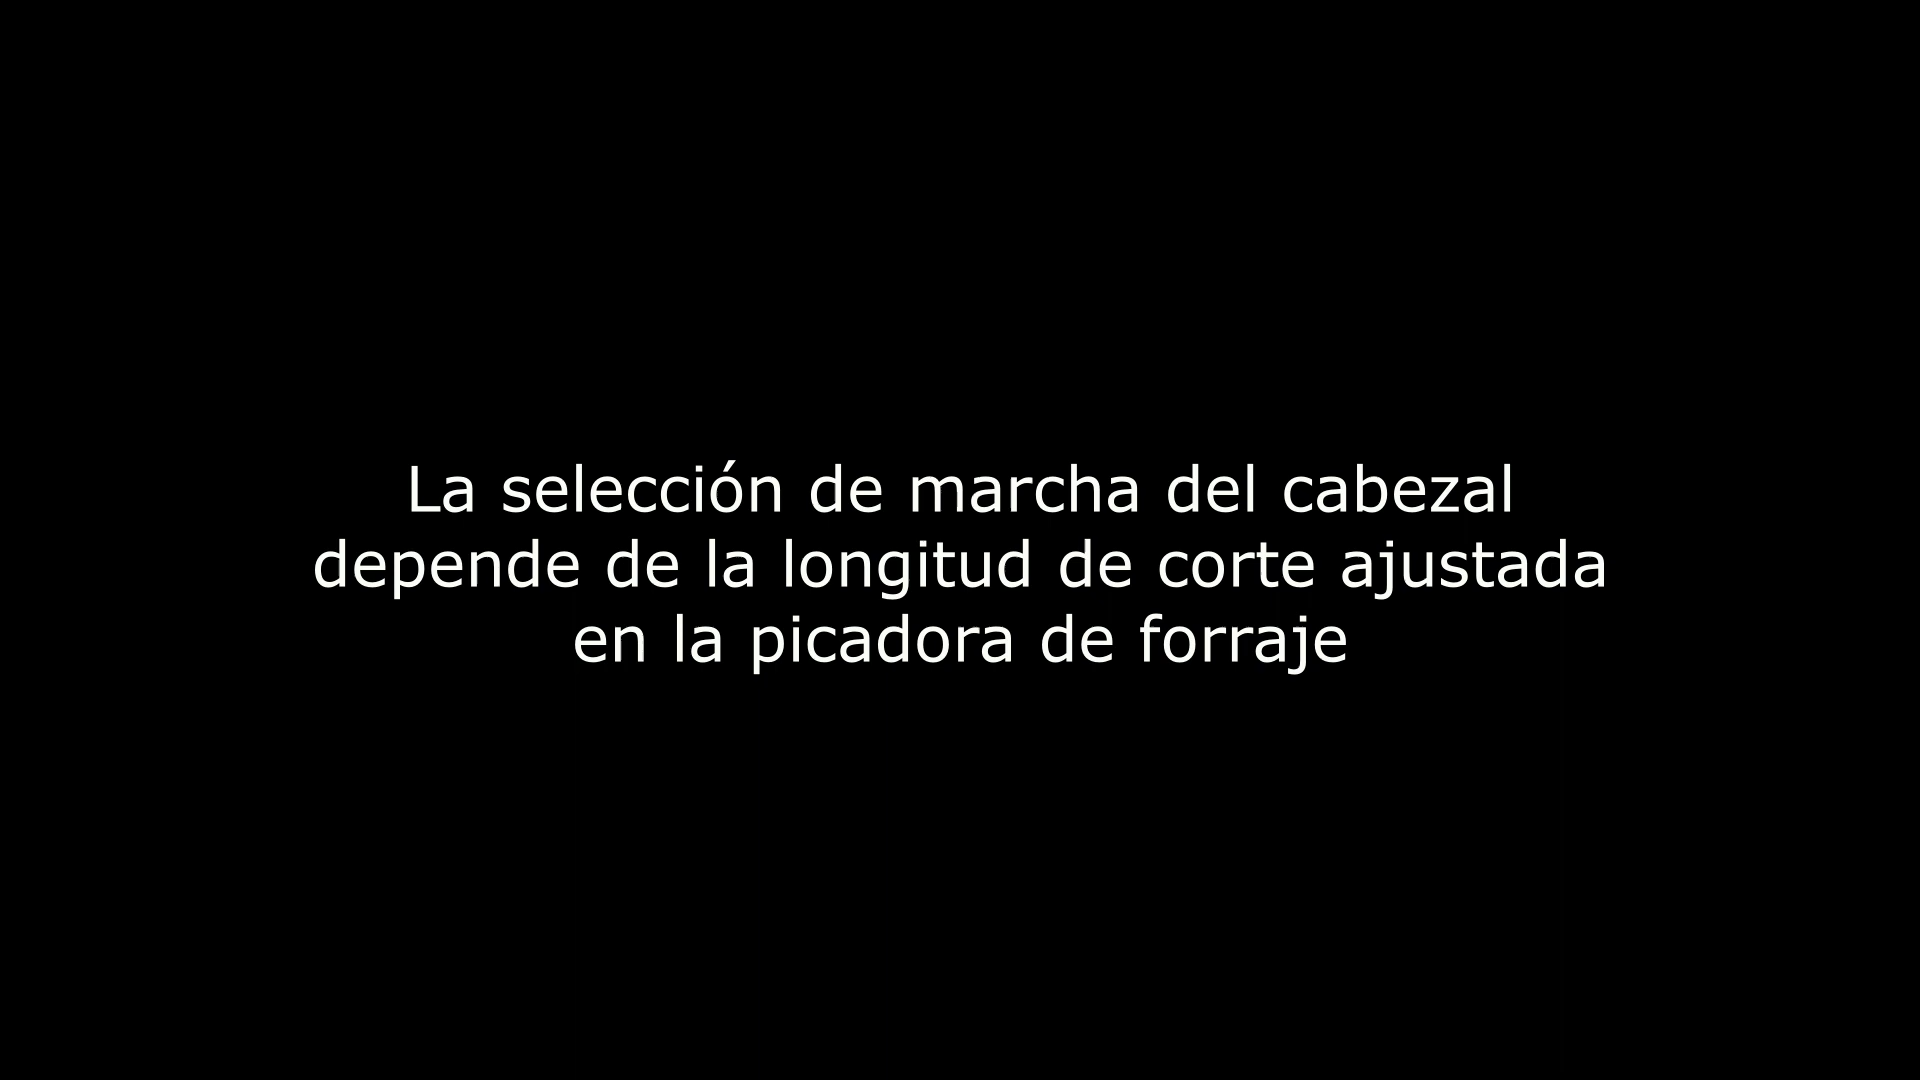 La selección de marcha del cabezal
depende de la longitud de corte ajustada
en la picadora de forraje